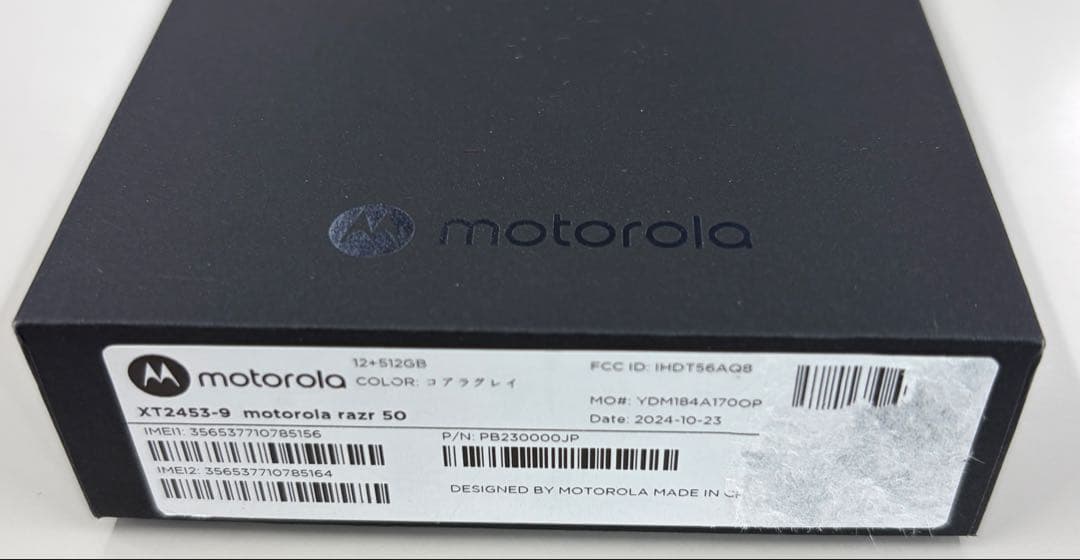 motorola
motorola
12+512GB
COLOR: コアラグレイ
FCC ID: IHDT56AQ8
MO#: YDM184A170OP
Date: 2024-10-23
XT2453-9 motorola razr 50
IMEI1: 356537710785156
P/N: PB230000JP
IMEI2: 356537710785164
DESIGNED BY MOTOROLA MADE IN